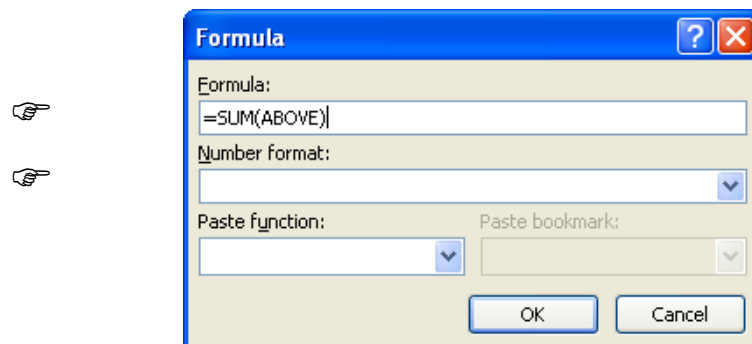 Formula
Formula:
=SUM(ABOVE)
Number format:
Paste function: Paste bookmark:
OK Cancel